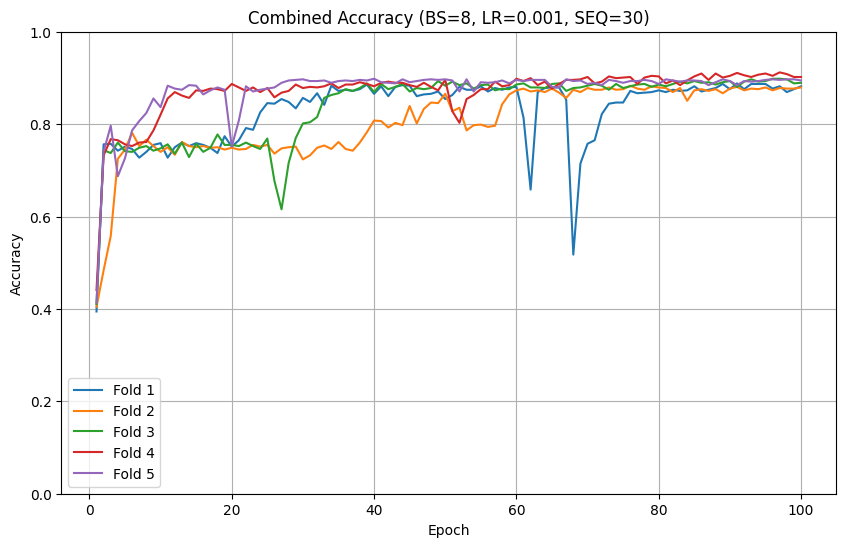 Combined Accuracy (BS=8, LR=0.001, SEQ=30)
1.0
0.8
0.6
0.4
0.2
0.0
Accuracy
Fold 1
Fold 2
Fold 3
Fold 4
Fold 5
0 20 40 60 80 100
Epoch